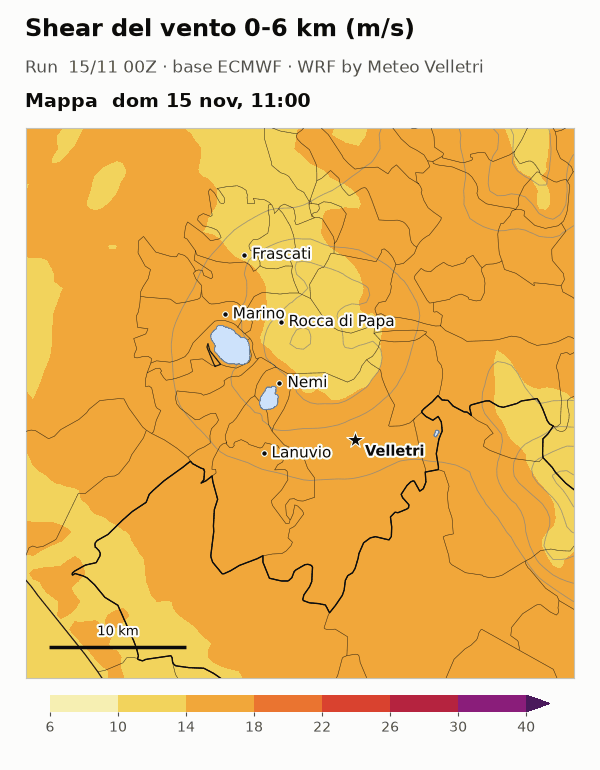 Shear del vento 0-6 km (m/s)
Run  15/11 00Z · base ECMWF · WRF by Meteo Velletri
Mappa  dom 15 nov, 11:00
Frascati
Marino
Rocca di Papa
Nemi
Velletri
Lanuvio
10 km
6 10 14 18 22 26 30 40